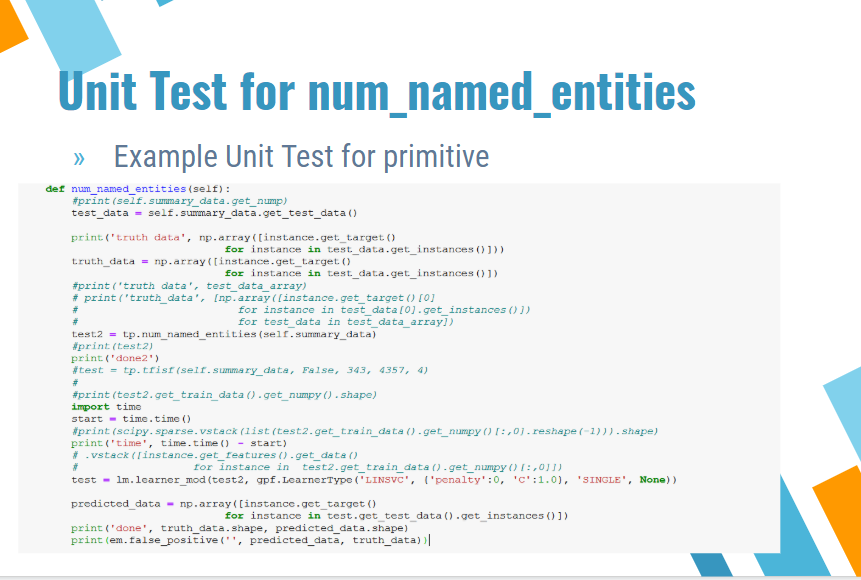 Unit Test for num_named_entities
» Example Unit Test for primitive
def num_named_entities(self):
#print(self.summary_data.get_nump)
test_data = self.summary_data.get_test_data()
print('truth data', np.array([instance.get_target()
for instance in test_data.get_instances()]))
truth_data = np.array([instance.get_target()
for instance in test_data.get_instances()])
#print('truth data', test_data_array)
# print('truth_data', [np.array([instance.get_target()[0]
# for instance in test_data[0].get_instances()])
# for test_data in test_data_array])
test2 = tp.num_named_entities(self.summary_data)
#print(test2)
print('done2')
#test = tp.tfisf(self.summary_data, False, 343, 4357, 4)
#
#print(test2.get_train_data().get_numpy().shape)
import time
start = time.time()
#print(scipy.sparse.vstack(list(test2.get_train_data().get_numpy()[:,0].reshape(-1))).shape)
print('time', time.time() - start)
# .vstack([instance.get_features().get_data()
# for instance in test2.get_train_data().get_numpy()[:,0]])
test = lm.learner_mod(test2, gpf.LearnerType('LINSVC', {'penalty':0, 'C':1.0}, 'SINGLE', None))
predicted_data = np.array([instance.get_target()
for instance in test.get_test_data().get_instances()])
print('done', truth_data.shape, predicted_data.shape)
print(em.false_positive('', predicted_data, truth_data))